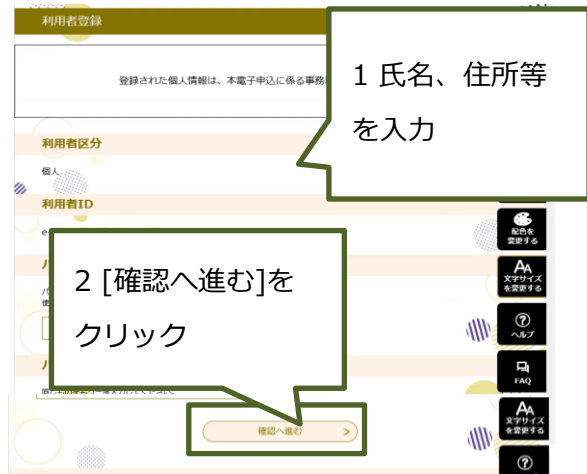 利用者登録
登録された個人情報は、本電子申込に係る事務
1 氏名、住所等
を入力
利用者区分
個人
利用者ID
配色を
変更する
2 [確認へ進む]を
クリック
AA
文字サイズ
を変更する
?
ヘルプ
FAQ
確認へ進む >
AA
文字サイズ
を変更する
?